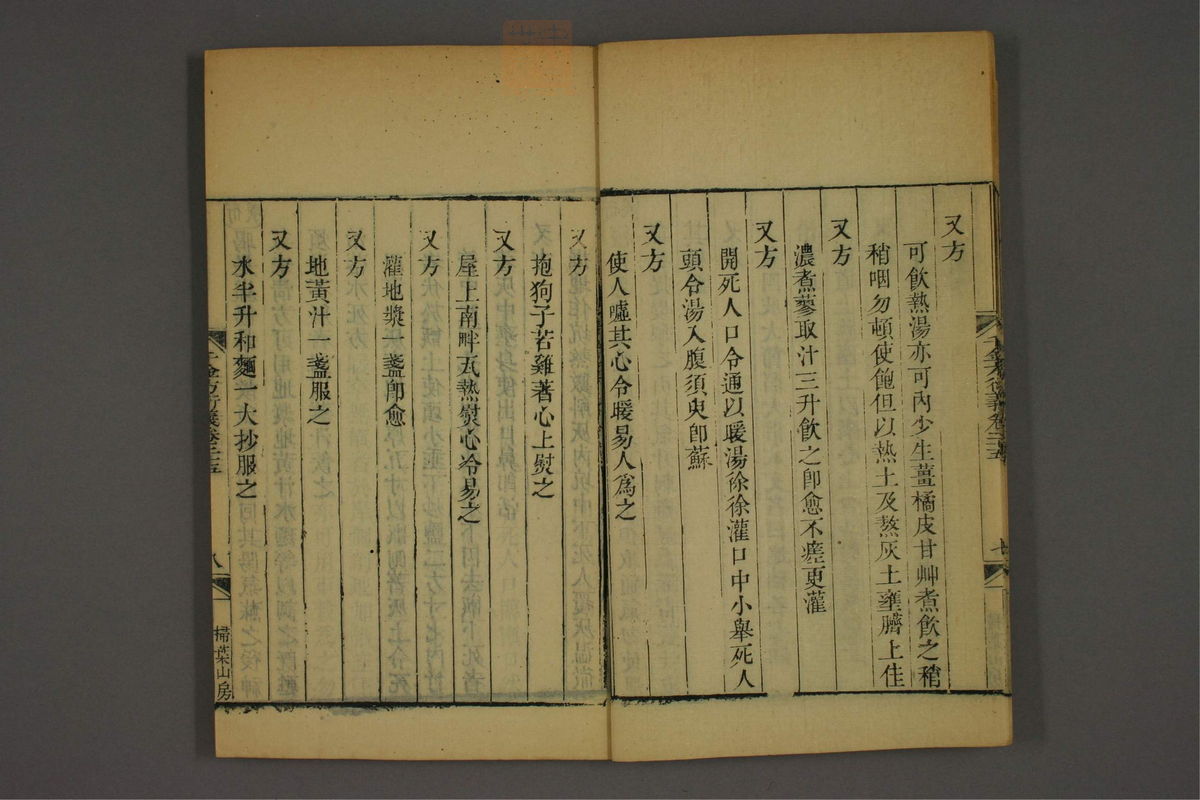 又方
可飲熱湯亦可內少生薑橘皮甘艸煮飲之稍
稍咽勿頓使飽但以熱土及熬灰土壅臍上佳
又方
濃煮蓼取汁三升飲之卽愈不瘥更灌
又方
開死人口令通以暖湯徐徐灌口中小舉死人
頭令湯入腹須臾卽蘇
又方
使人噓其心令暖易人爲之
又方
抱狗子若雞著心上熨之
又方
屋上南畔瓦熱熨心冷易之
又方
灌地漿一盞卽愈
又方
地黃汁一盞服之
又方
水半升和麵一大抄服之
千金方衍義卷二十五
八
掃葉山房